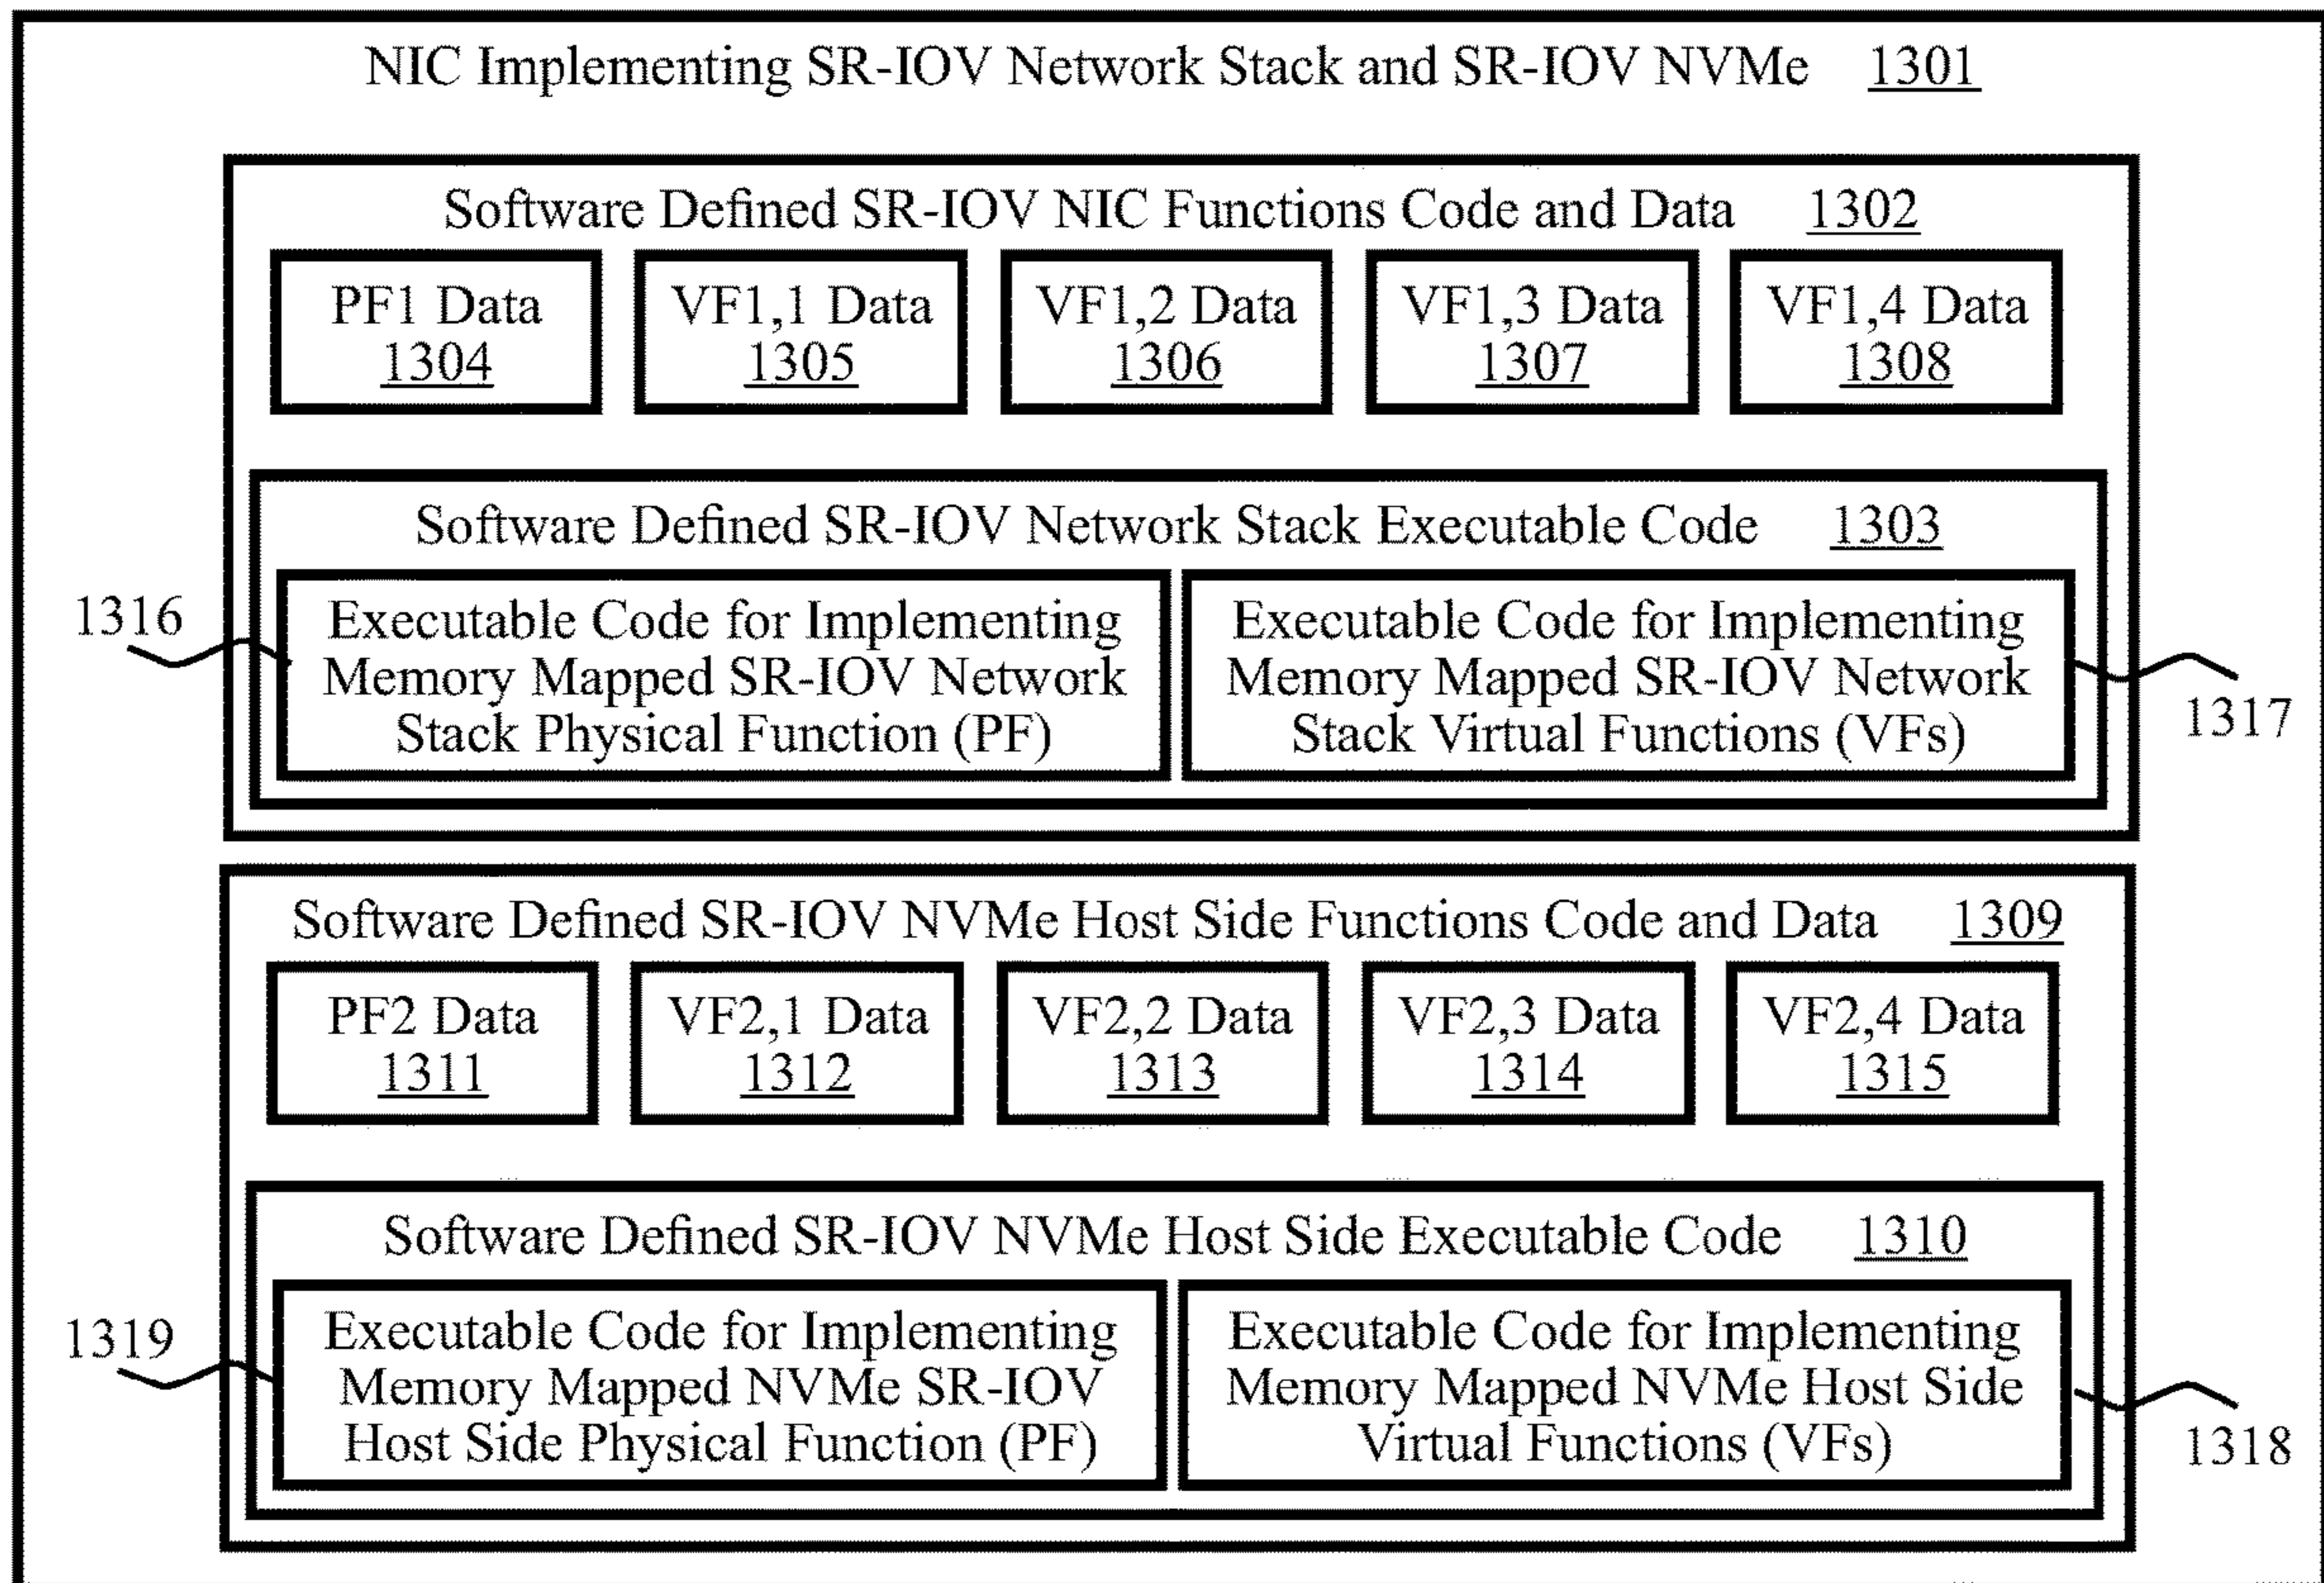 NIC Implementing SR-IOV Network Stack and SR-IOV NVMe 1301
Software Defined SR-IOV NIC Functions Code and Data 1302
PF1 Data
1304
VF1,1 Data
1305
VF1,2 Data
1306
VF1,3 Data
1307
VF1,4 Data
1308
Software Defined SR-IOV Network Stack Executable Code 1303
1316
Executable Code for Implementing
Memory Mapped SR-IOV Network
Stack Physical Function (PF)
Executable Code for Implementing
Memory Mapped SR-IOV Network
Stack Virtual Functions (VFs)
1317
Software Defined SR-IOV NVMe Host Side Functions Code and Data 1309
PF2 Data
1311
VF2,1 Data
1312
VF2,2 Data
1313
VF2,3 Data
1314
VF2,4 Data
1315
Software Defined SR-IOV NVMe Host Side Executable Code 1310
1319
Executable Code for Implementing
Memory Mapped NVMe SR-IOV
Host Side Physical Function (PF)
Executable Code for Implementing
Memory Mapped NVMe Host Side
Virtual Functions (VFs)
1318